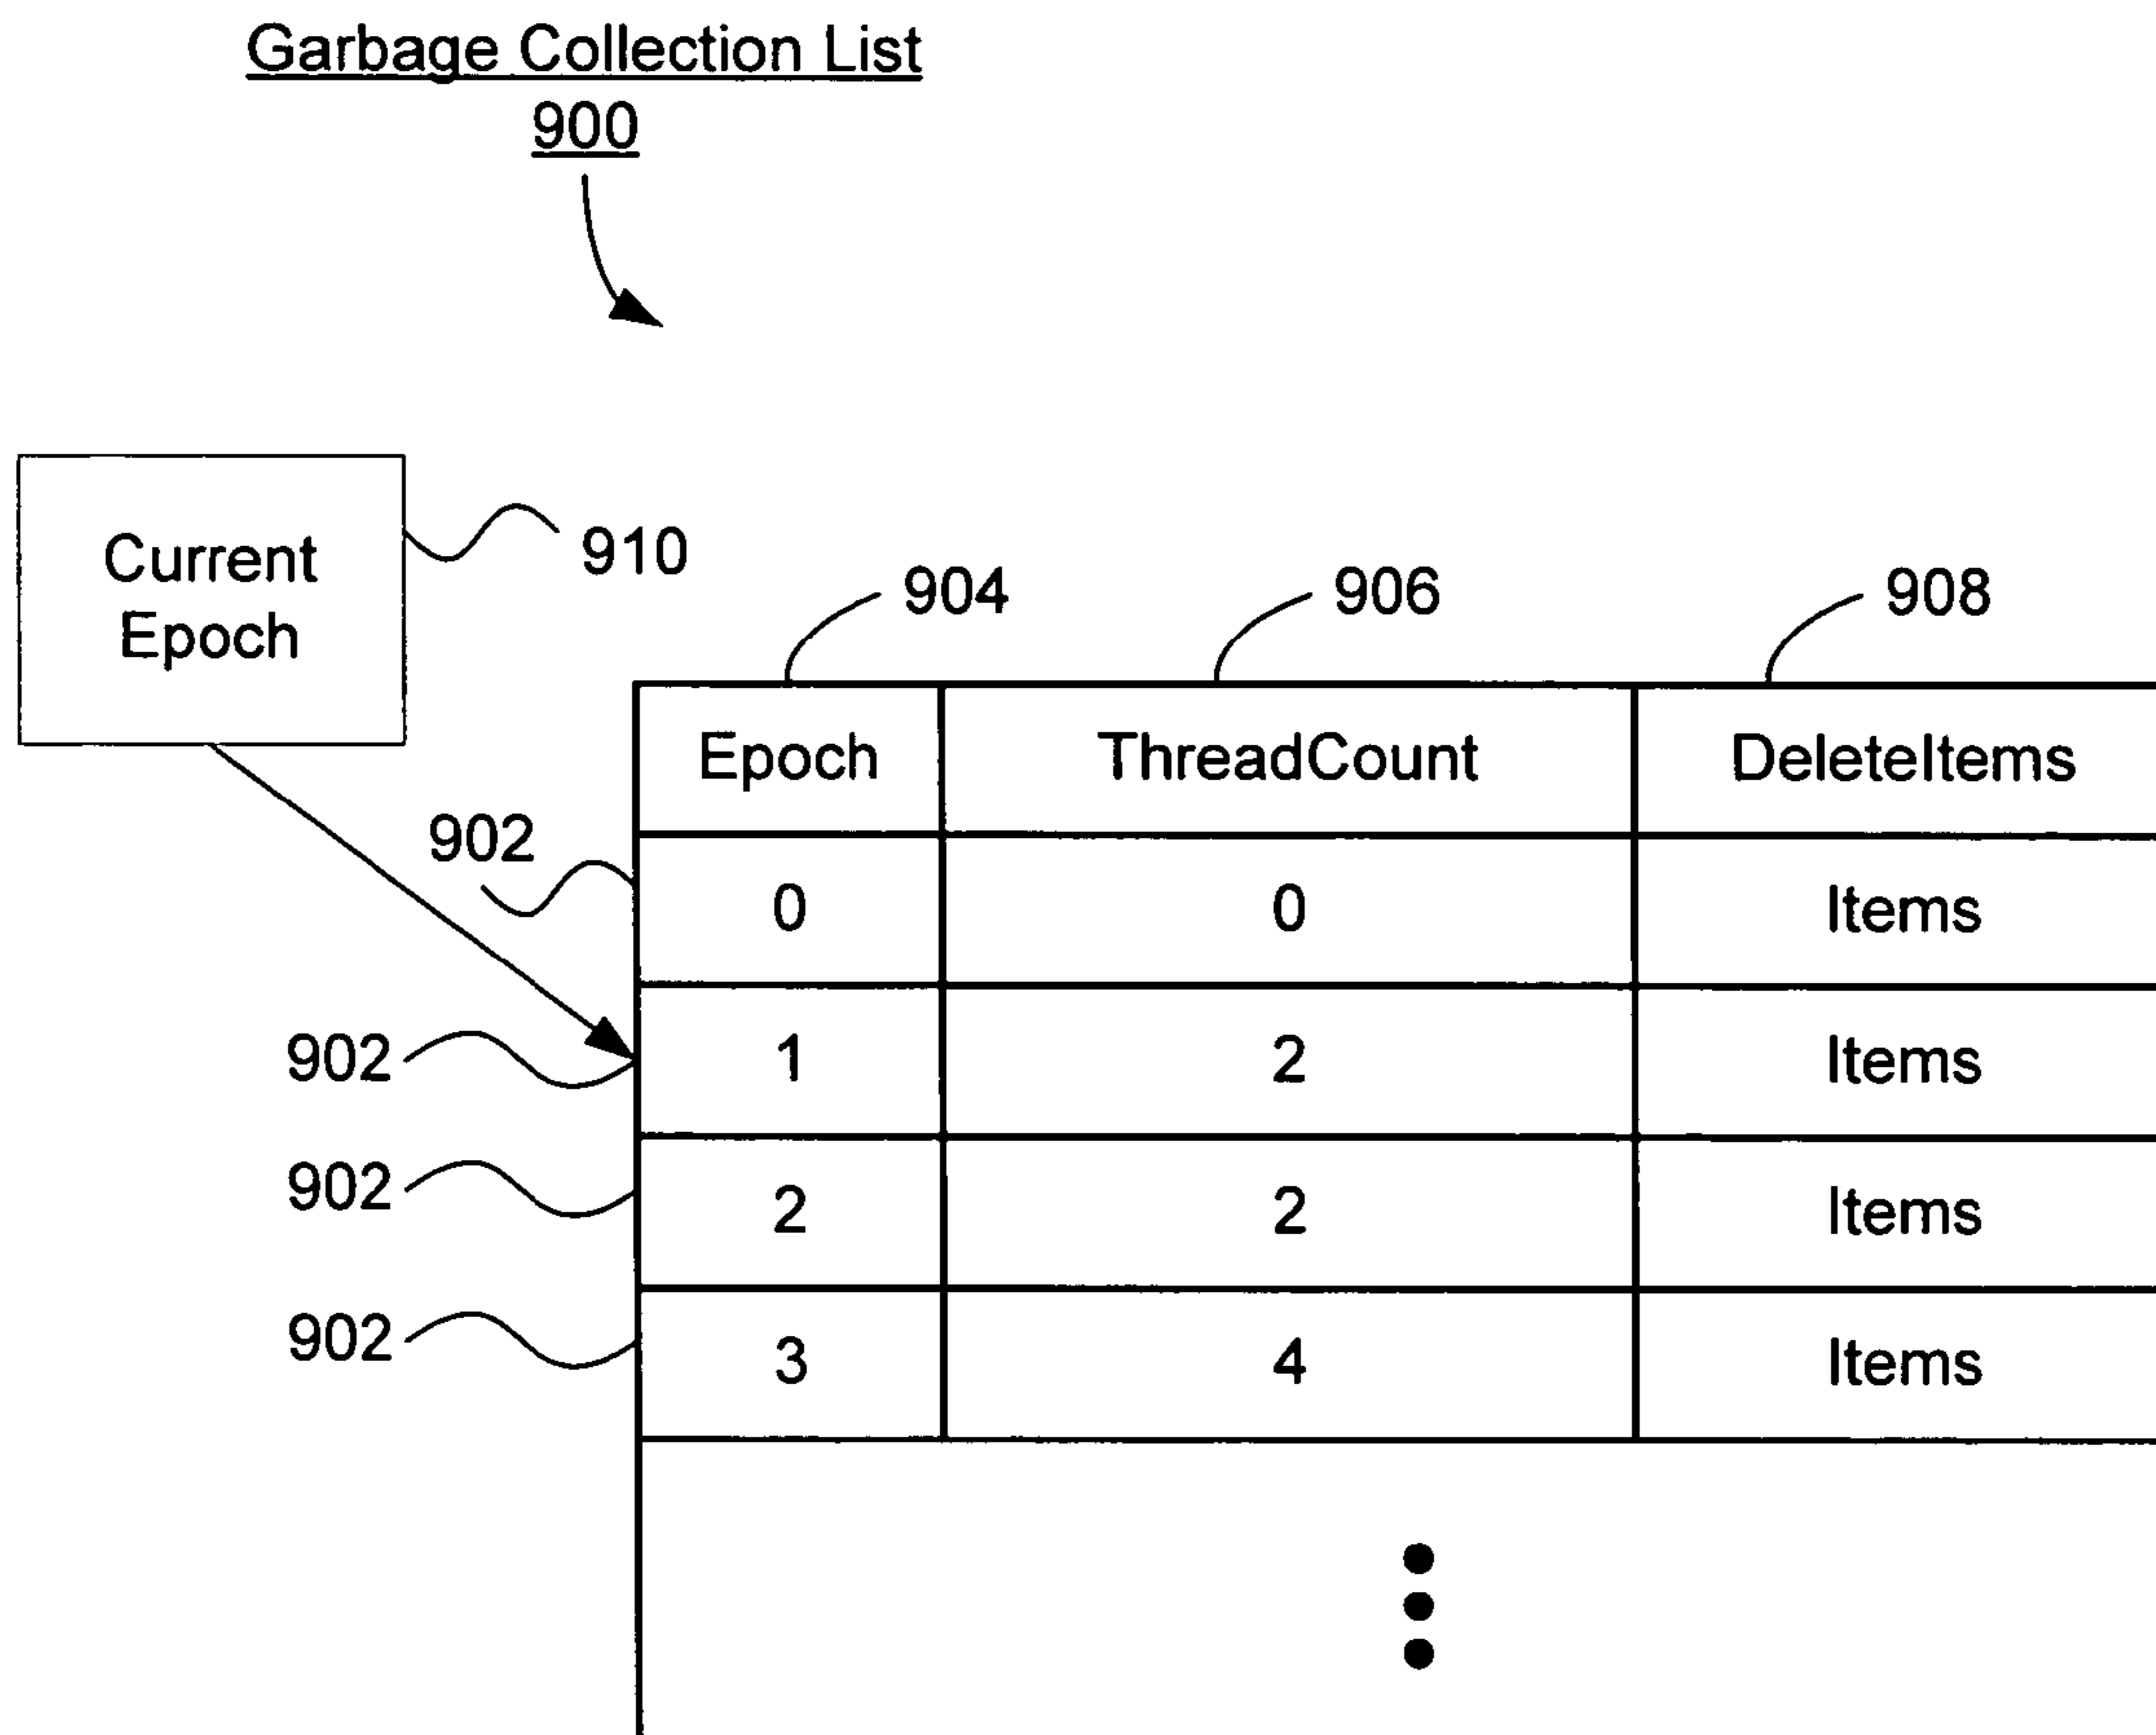 Garbage Collection List
900
Current
Epoch
910
904
906
908
Epoch ThreadCount DeleteItems
902
0 0 Items
902
1 2 Items
902
2 2 Items
902
3 4 Items